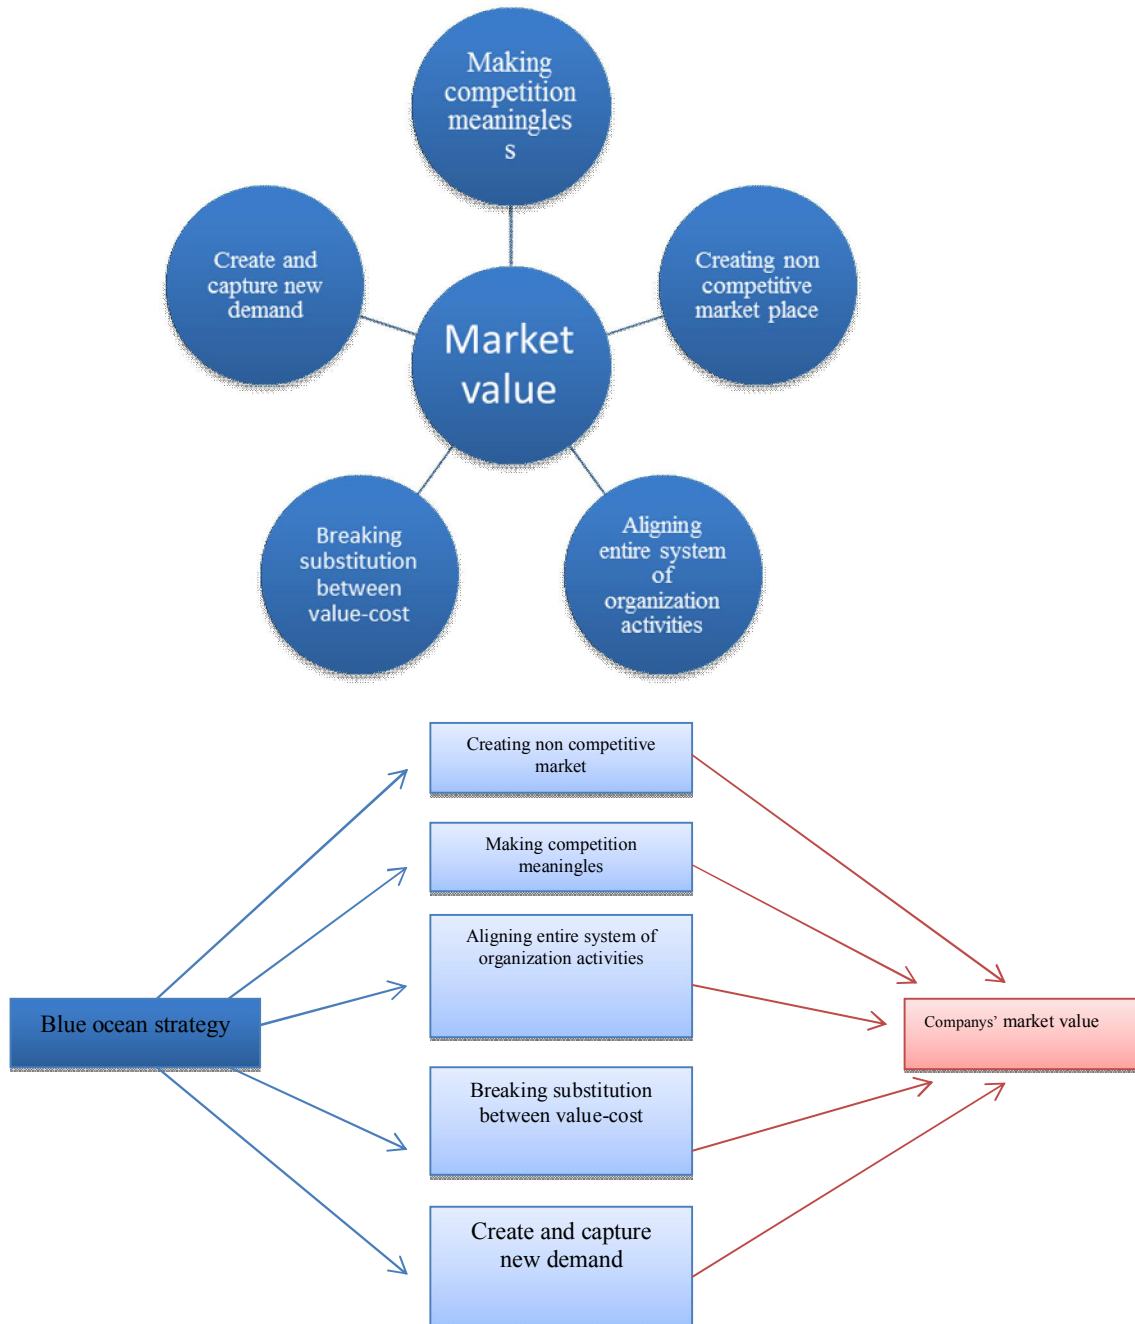 Making
competition
meaningles
s
Create and
capture new
demand
Creating non
competitive
market place
Market
value
Breaking
substitution
between
value-cost
Aligning
entire system
of
organization
activities
Creating non competitive
market
Making competition
meaningles
Aligning entire system of
organization activities
Blue ocean strategy
Companys’ market value
Breaking substitution
between value-cost
Create and capture
new demand